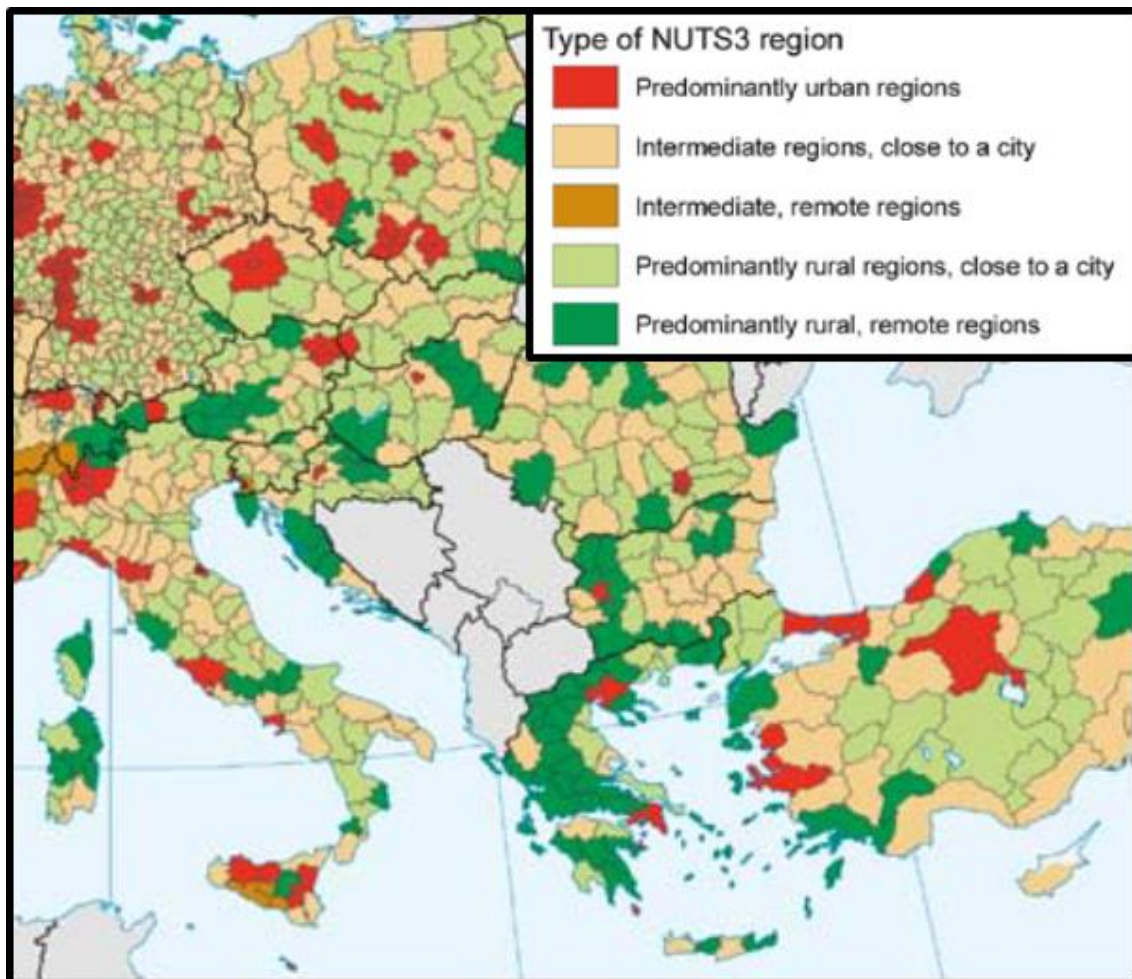 Type of NUTS3 region
Predominantly urban regions
Intermediate regions, close to a city
Intermediate, remote regions
Predominantly rural regions, close to a city
Predominantly rural, remote regions